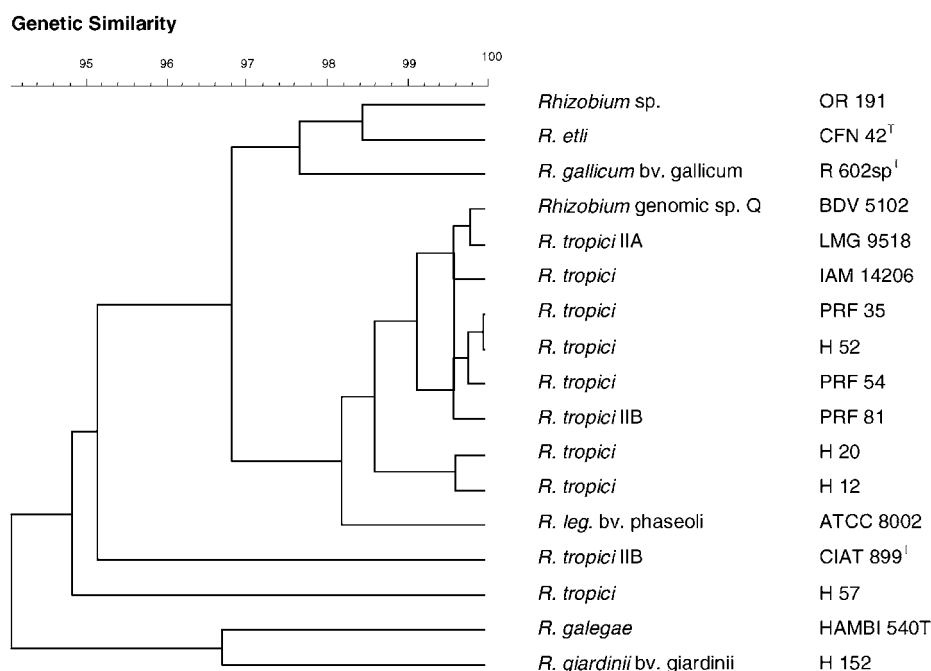 Genetic Similarity
95 96 97 98 99 100
Rhizobium sp. OR 191
R. etli CFN 42T
R. gallicum bv. gallicum R 602spt
Rhizobium genomic sp. Q BDV 5102
R. tropici IIA LMG 9518
R. tropici IAM 14206
R. tropici PRF 35
R. tropici H 52
R. tropici PRF 54
R. tropici IIB PRF 81
R. tropici H 20
R. tropici H 12
R. leg. bv. phaseoli ATCC 8002
R. tropici IIB CIAT 899T
R. tropici H 57
R. galegae HAMBI 540T
R. giardinii bv. giardinii H 152